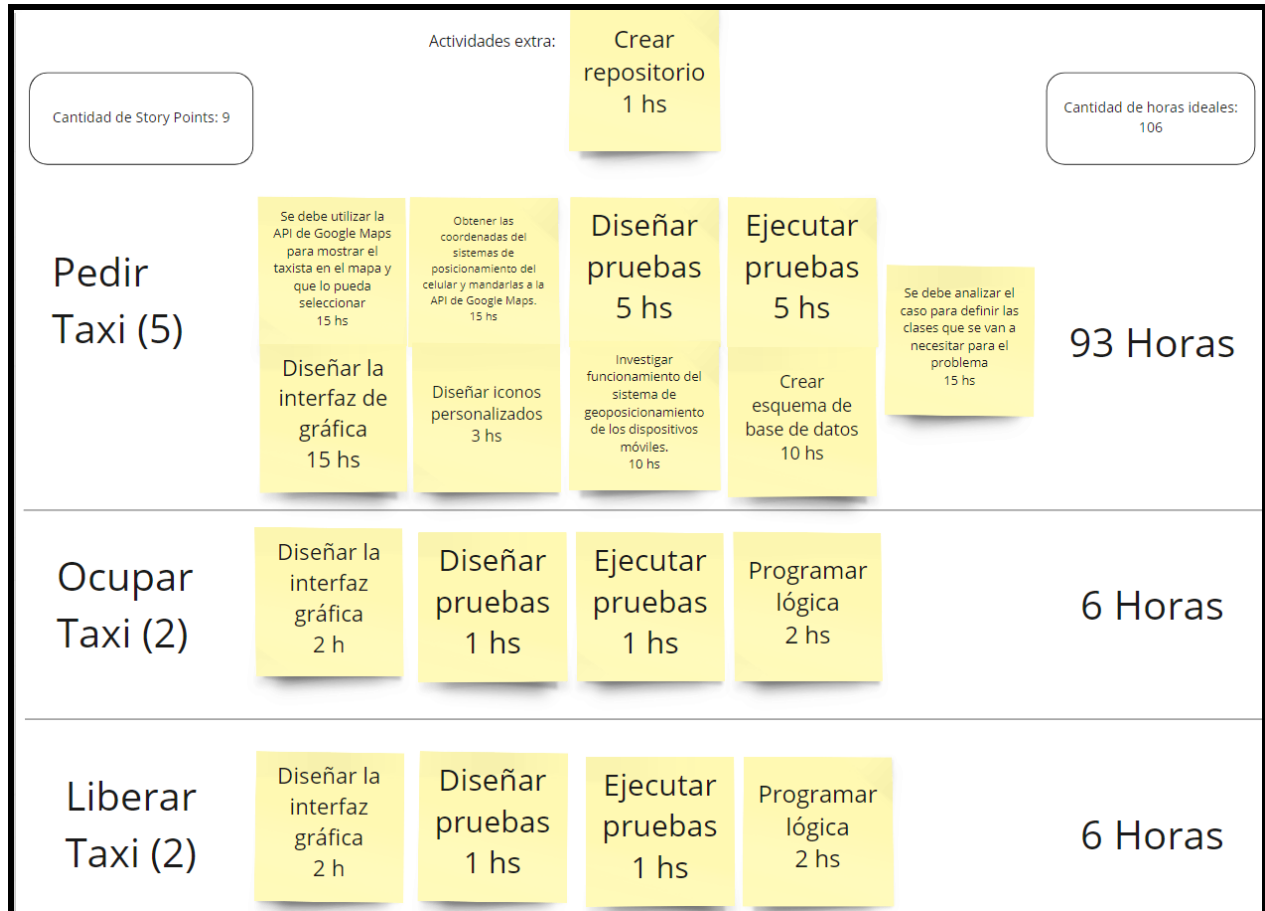 Actividades extra:
Crear
repositorio
1 hs
Cantidad de Story Points: 9
Cantidad de horas ideales:
106
Pedir
Taxi (5)
Se debe utilizar la
API de Google Maps
para mostrar el
taxista en el mapa y
que lo pueda
seleccionar
15 hs
Obtener las
coordenadas del
sistemas de
posicionamiento del
celular y mandarlas a la
API de Google Maps.
15 hs
Diseñar
pruebas
5 hs
Ejecutar
pruebas
5 hs
Se debe analizar el
caso para definir las
clases que se van a
necesitar para el
problema
15 hs
Diseñar la
interfaz de
gráfica
15 hs
Diseñar iconos
personalizados
3 hs
Investigar
funcionamiento del
sistema de
geoposicionamiento
de los dispositivos
móviles.
10 hs
Crear
esquema de
base de datos
10 hs
93 Horas
Ocupar
Taxi (2)
Diseñar la
interfaz
gráfica
2 h
Diseñar
pruebas
1 hs
Ejecutar
pruebas
1 hs
Programar
lógica
2 hs
6 Horas
Liberar
Taxi (2)
Diseñar la
interfaz
gráfica
2 h
Diseñar
pruebas
1 hs
Ejecutar
pruebas
1 hs
Programar
lógica
2 hs
6 Horas